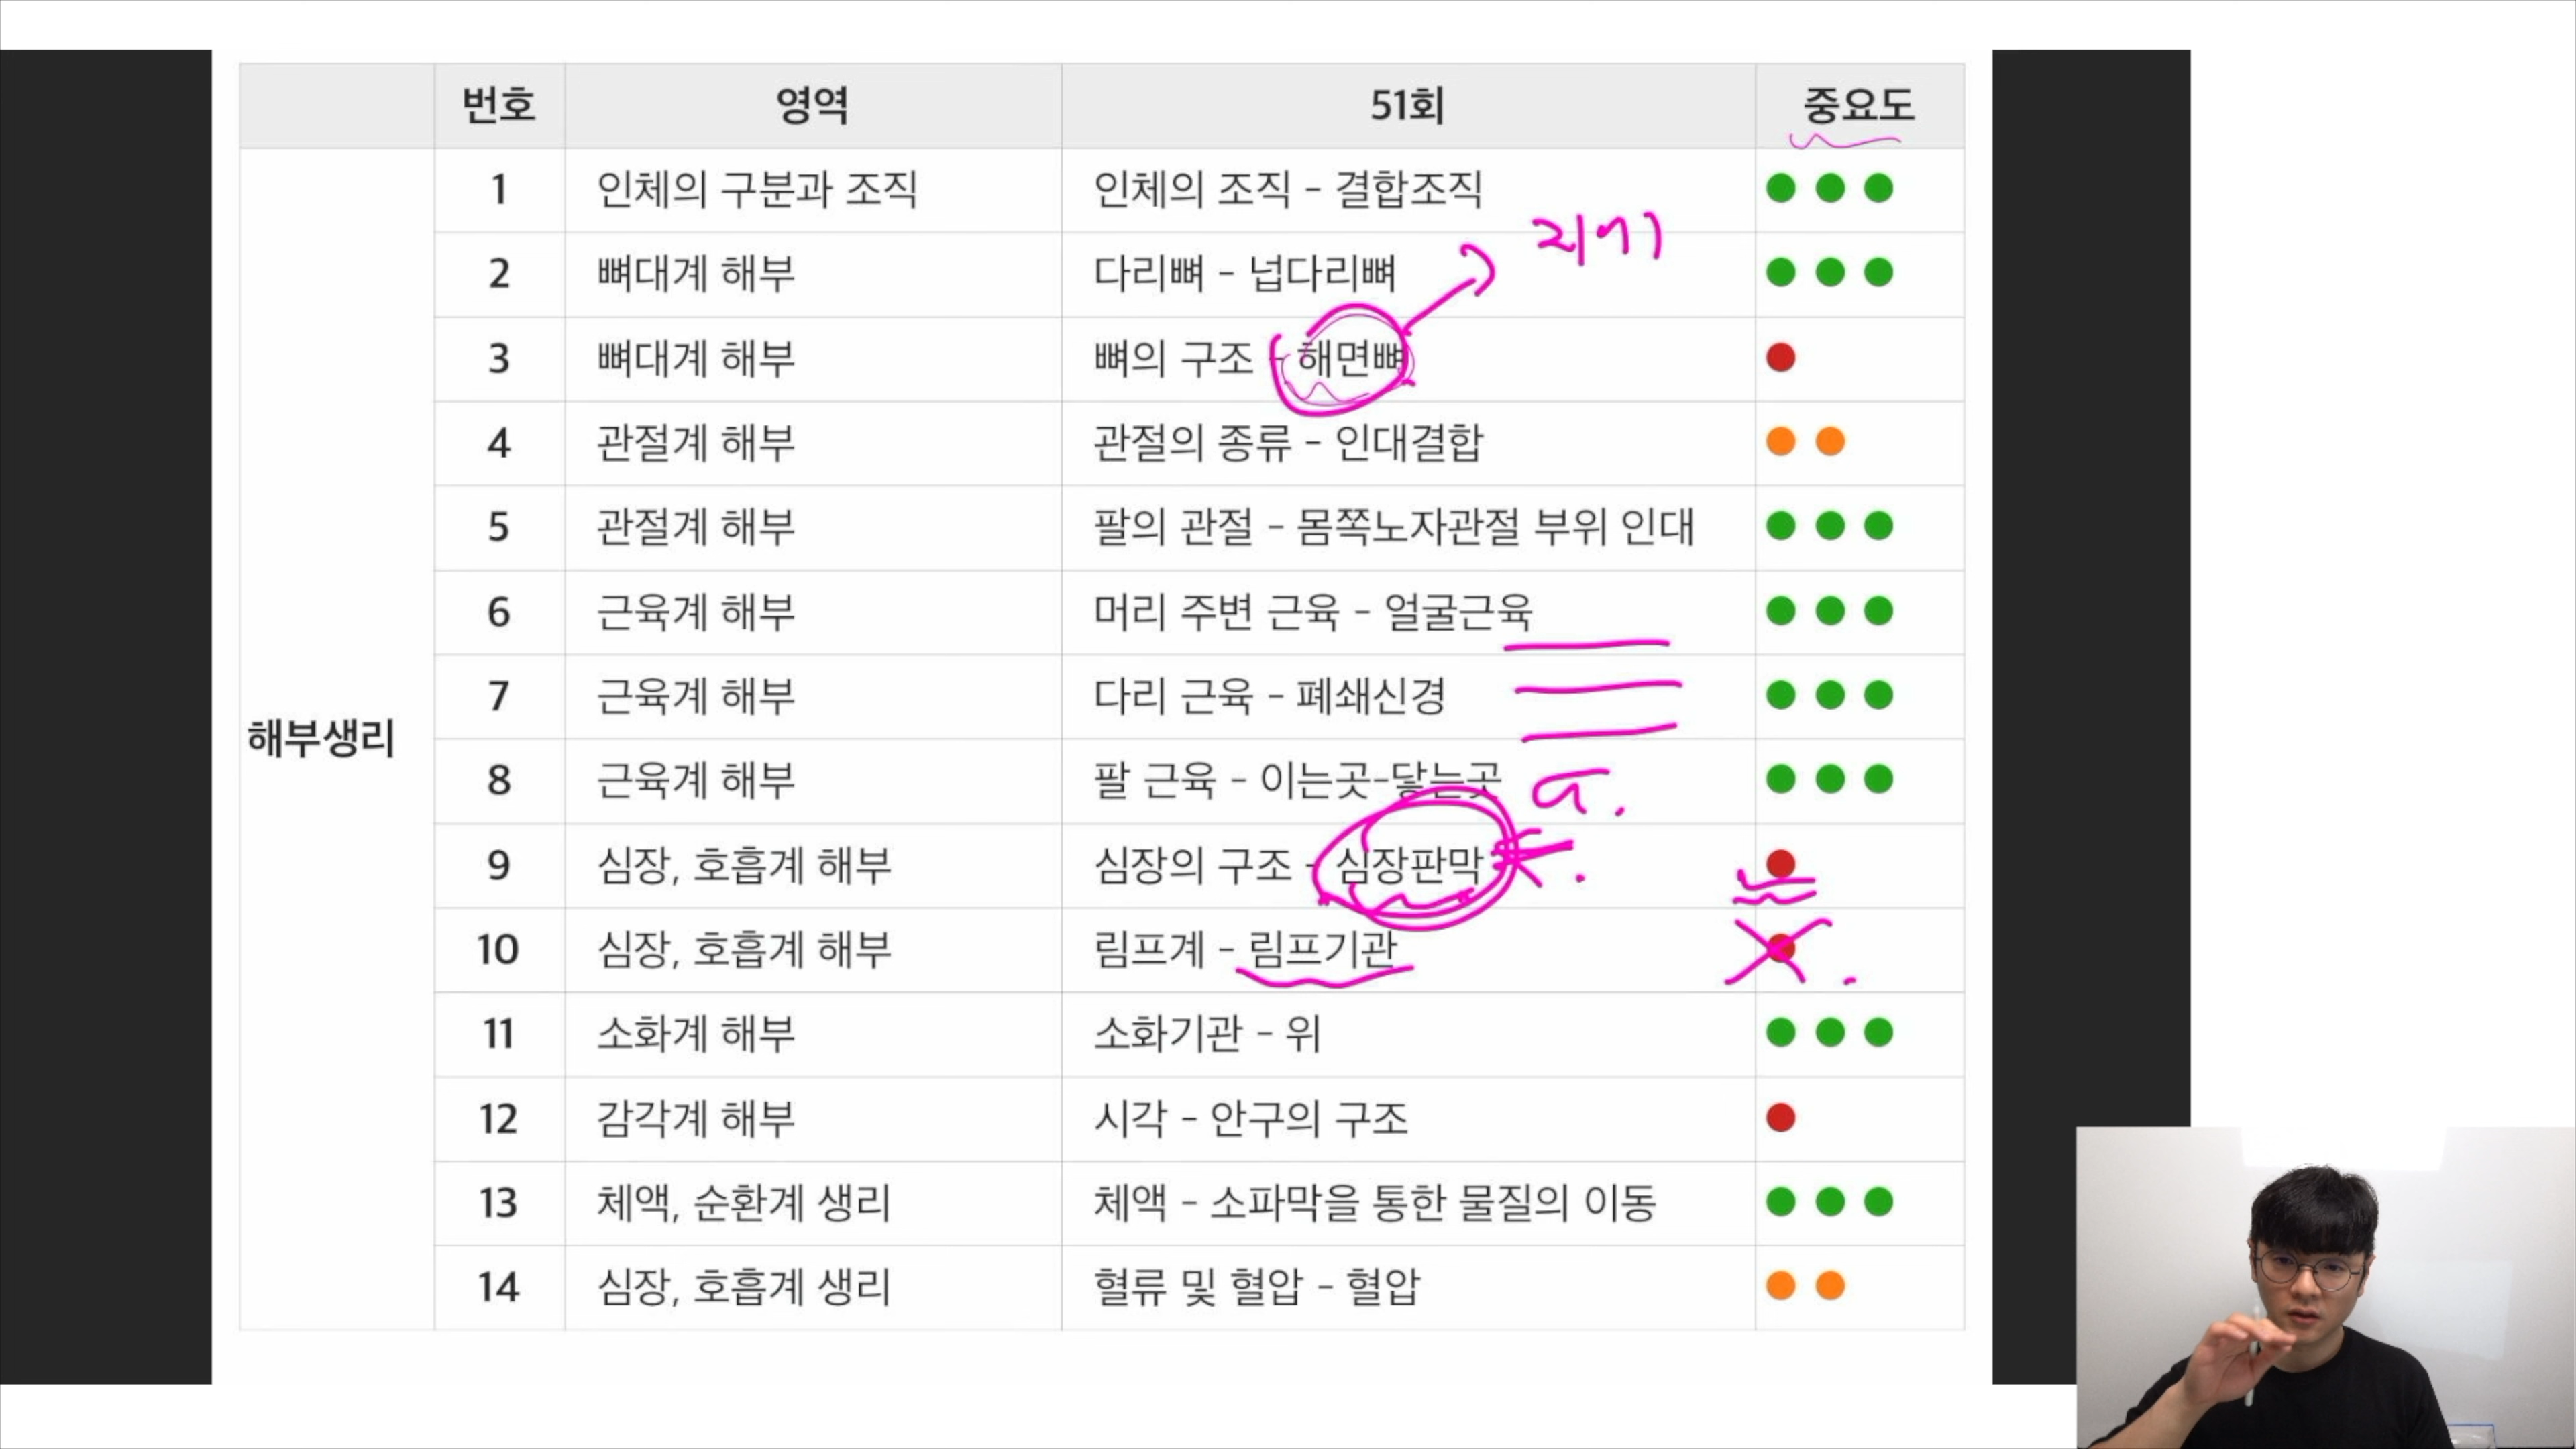 번호 영역 51회 중요도
1 인체의 구분과 조직 인체의 조직 - 결합조직
2 뼈대계 해부 다리뼈 - 넙다리뼈
3 뼈대계 해부 뼈의 구조 - 해면뼈
4 관절계 해부 관절의 종류 - 인대결합
5 관절계 해부 팔의 관절 - 몸쪽노자관절 부위 인대
6 근육계 해부 머리 주변 근육 - 얼굴근육
7 근육계 해부 다리 근육 - 폐쇄신경
해부생리
8 근육계 해부 팔 근육 - 이는곳-닿는곳
9 심장, 호흡계 해부 심장의 구조 - 심장판막
10 심장, 호흡계 해부 림프계 - 림프기관
11 소화계 해부 소화기관 - 위
12 감각계 해부 시각 - 안구의 구조
13 체액, 순환계 생리 체액 - 소파막을 통한 물질의 이동
14 심장, 호흡계 생리 혈류 및 혈압 - 혈압